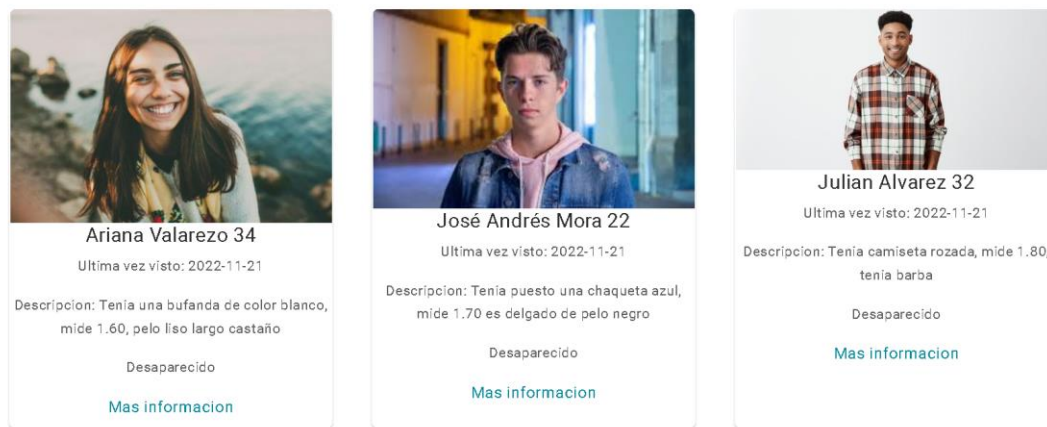 Ariana Valarezo 34
Ultima vez visto: 2022-11-21
Descripcion: Tenia una bufanda de color blanco,
mide 1.60, pelo liso largo castaño
Desaparecido
Mas informacion
José Andrés Mora 22
Ultima vez visto: 2022-11-21
Descripcion: Tenia puesto una chaqueta azul,
mide 1.70 es delgado de pelo negro
Desaparecido
Mas informacion
Julian Alvarez 32
Ultima vez visto: 2022-11-21
Descripcion: Tenia camiseta rozada, mide 1.80,
tenia barba
Desaparecido
Mas informacion